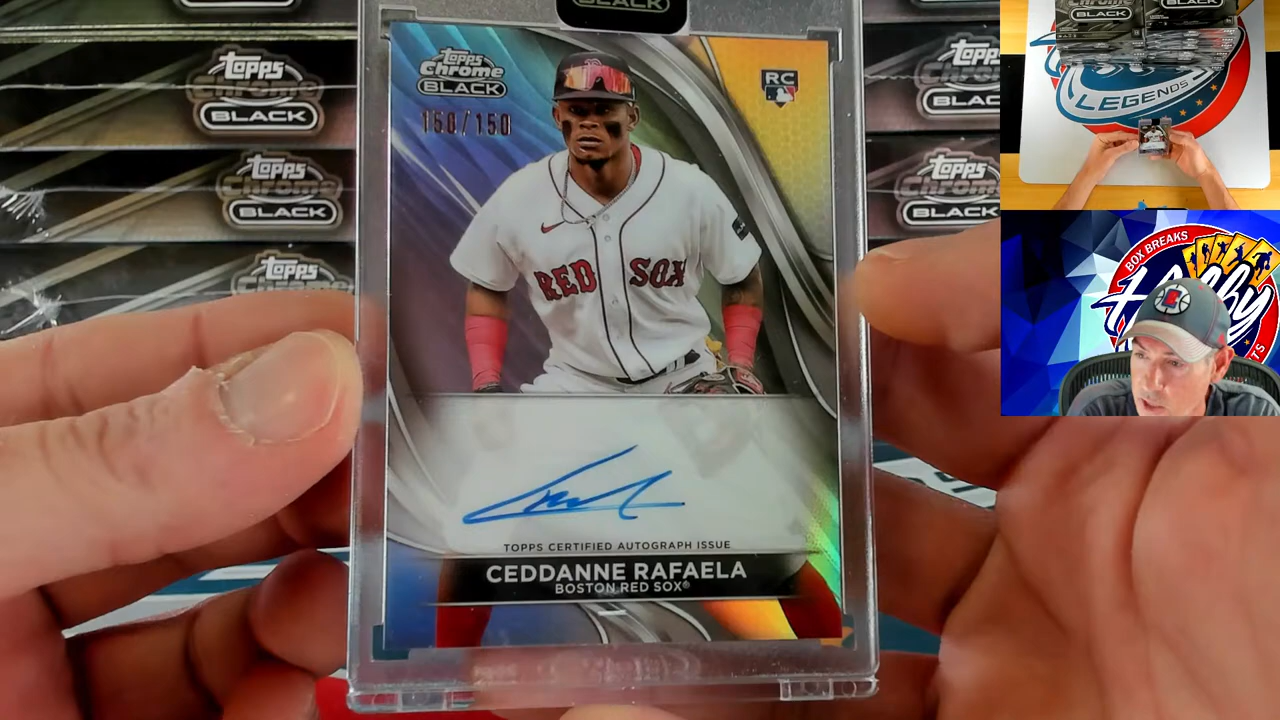 BLACK
topps
Chrome
BLACK
150/150
RC
RED SOX
TOPPS CERTIFIED AUTOGRAPH ISSUE
CEDDANNE RAFAELA
BOSTON RED SOX®
topps
Chrome
BLACK
topps
Chrome
BLACK
topps
Chrome
topps
Chrome
BLACK
topps
Chrome
BLACK
BLACK
BLACK
LEGENDS
BOX BREAKS